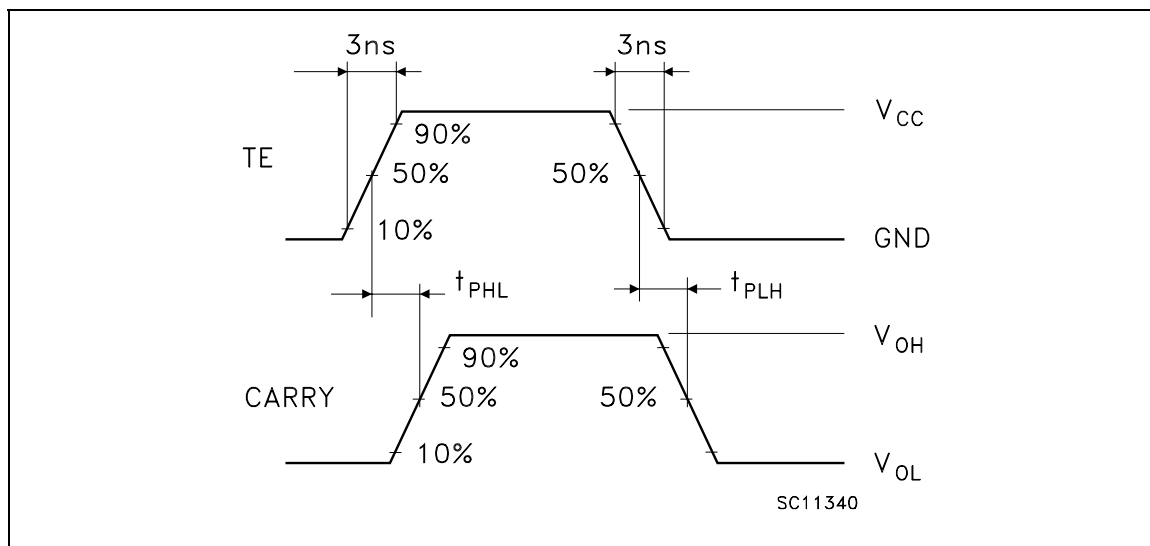 3ns 3ns
V_CC
90%
TE
50% 50%
10%
GND
t_PHL t_PLH
V_OH
90%
CARRY 50% 50%
10%
V_OL
SC11340